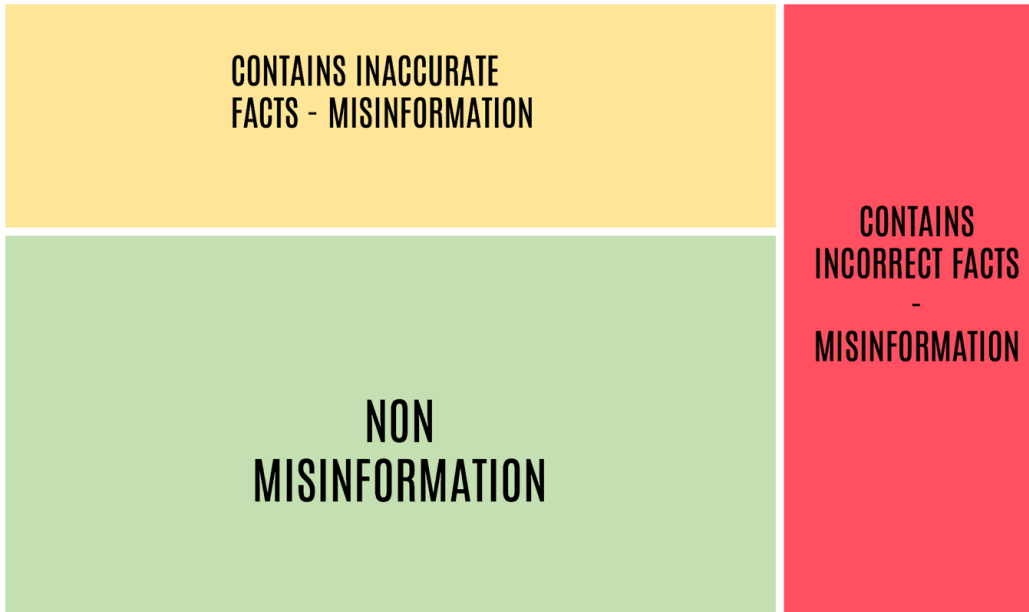 CONTAINS INACCURATE
FACTS - MISINFORMATION
NON
MISINFORMATION
CONTAINS
INCORRECT FACTS
-
MISINFORMATION